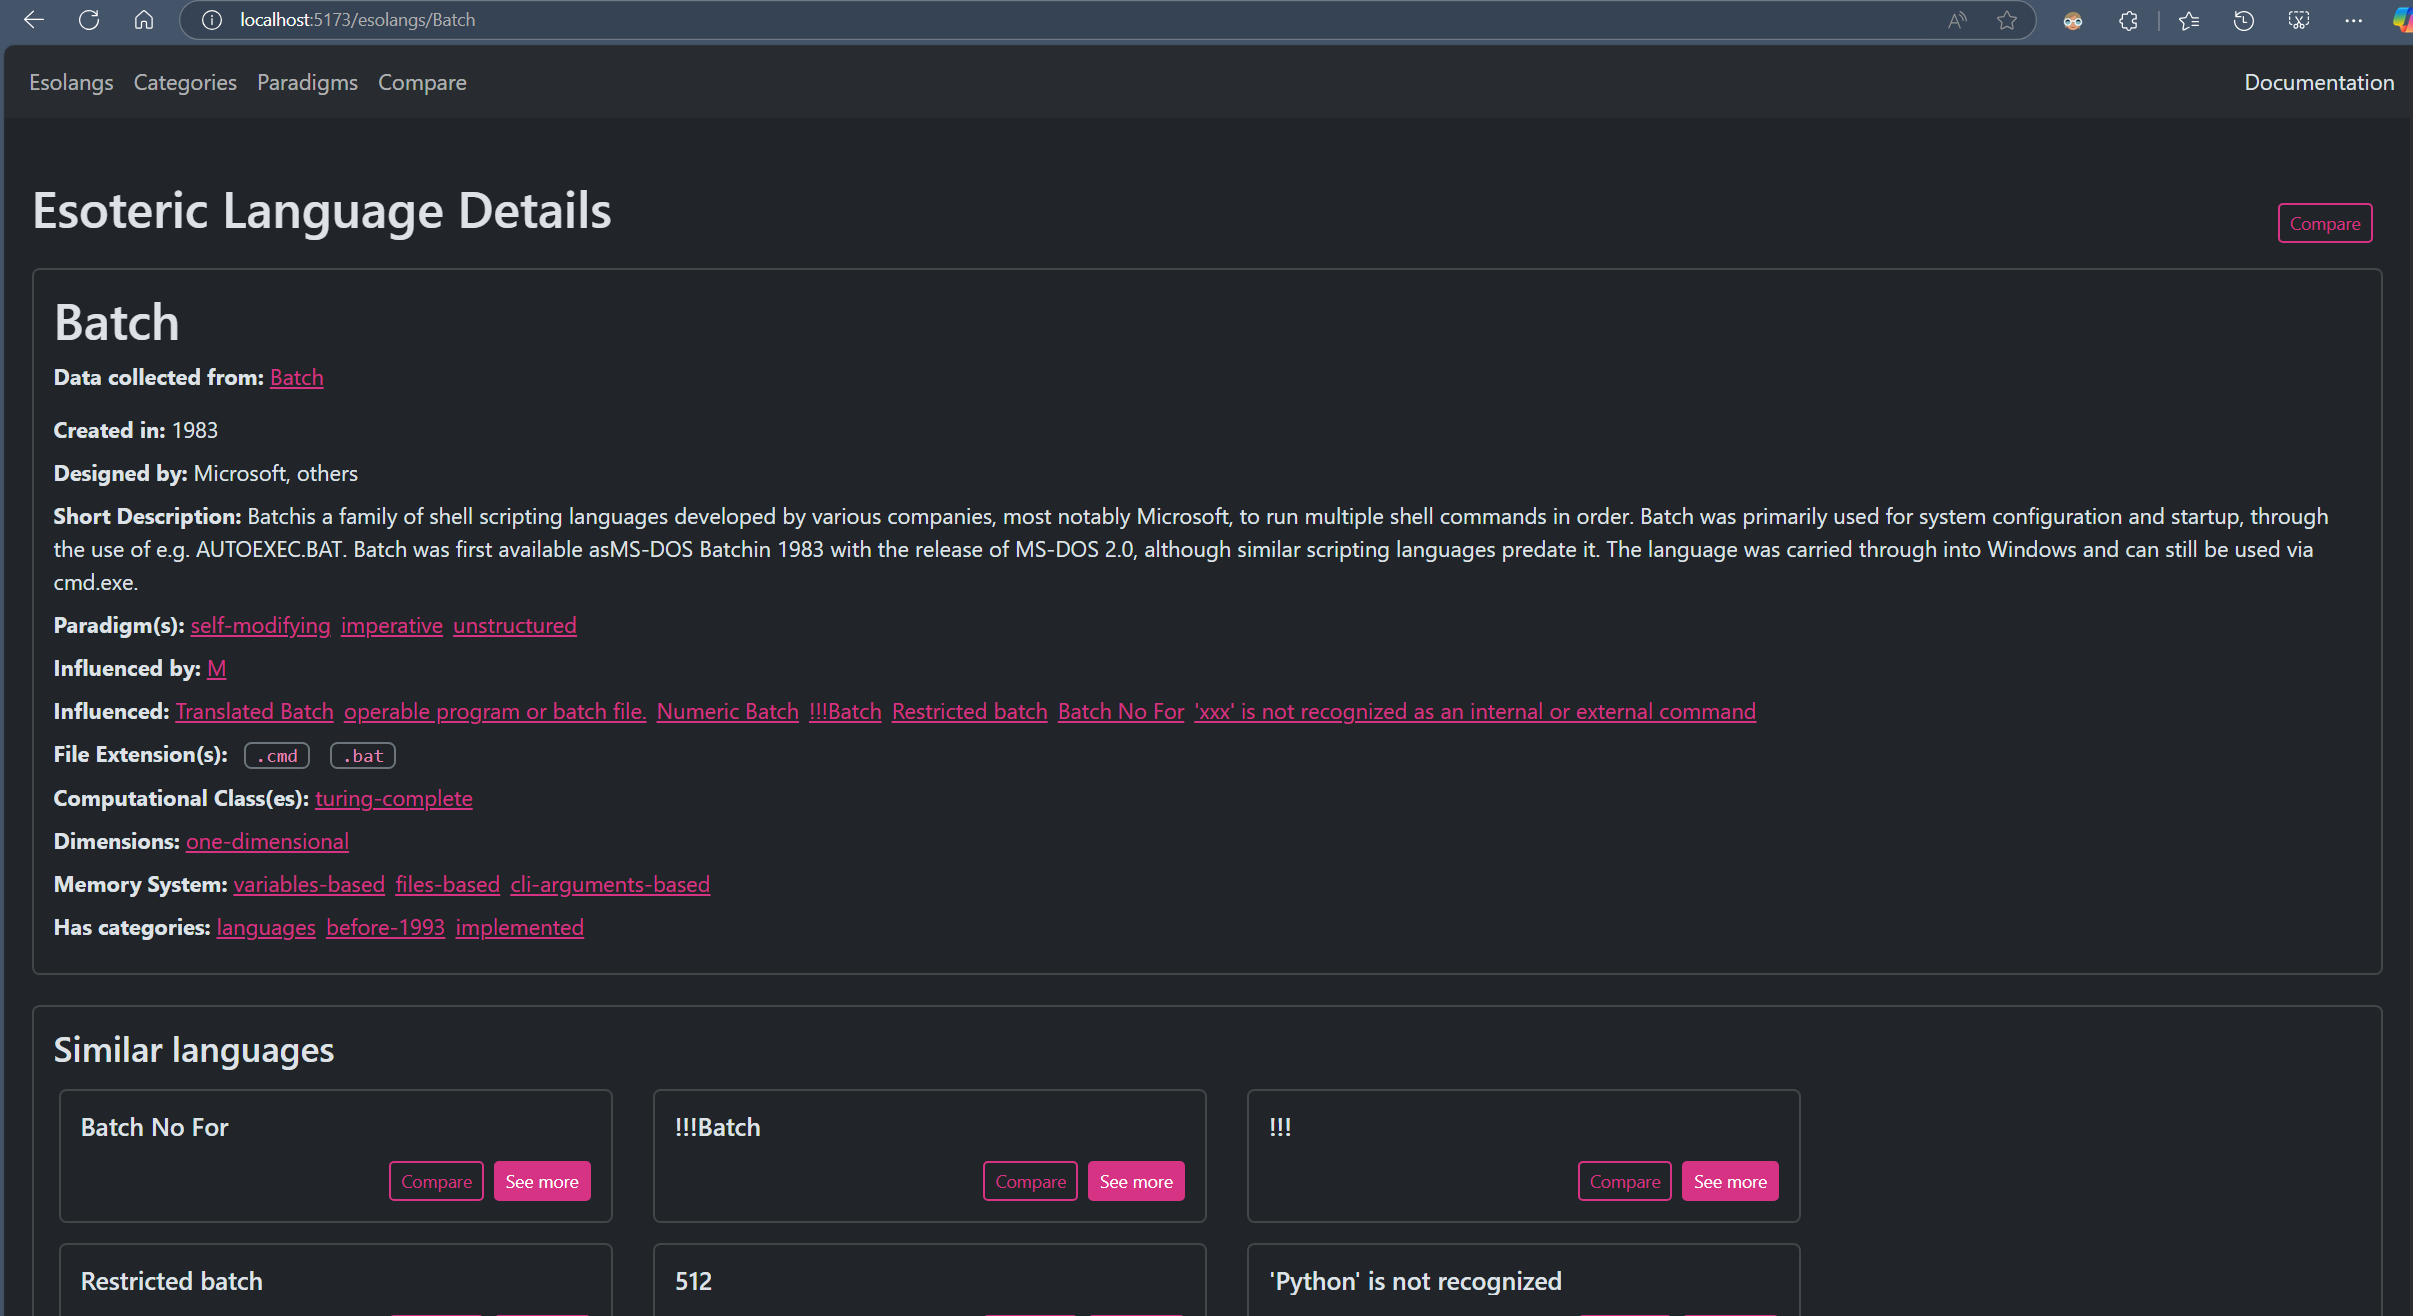 localhost:5173/esolangs/Batch
Esolangs Categories Paradigms Compare Documentation
Esoteric Language Details
Compare
Batch
Data collected from: Batch
Created in: 1983
Designed by: Microsoft, others
Short Description: Batchis a family of shell scripting languages developed by various companies, most notably Microsoft, to run multiple shell commands in order. Batch was primarily used for system configuration and startup, through
the use of e.g. AUTOEXEC.BAT. Batch was first available asMS-DOS Batchin 1983 with the release of MS-DOS 2.0, although similar scripting languages predate it. The language was carried through into Windows and can still be used via
cmd.exe.
Paradigm(s): self-modifying imperative unstructured
Influenced by: M
Influenced: Translated Batch operable program or batch file. Numeric Batch !!!Batch Restricted batch Batch No For 'xxx' is not recognized as an internal or external command
File Extension(s): .cmd .bat
Computational Class(es): turing-complete
Dimensions: one-dimensional
Memory System: variables-based files-based cli-arguments-based
Has categories: languages before-1993 implemented
Similar languages
Batch No For
Compare See more
!!!Batch
Compare See more
!!!
Compare See more
Restricted batch
512
'Python' is not recognized